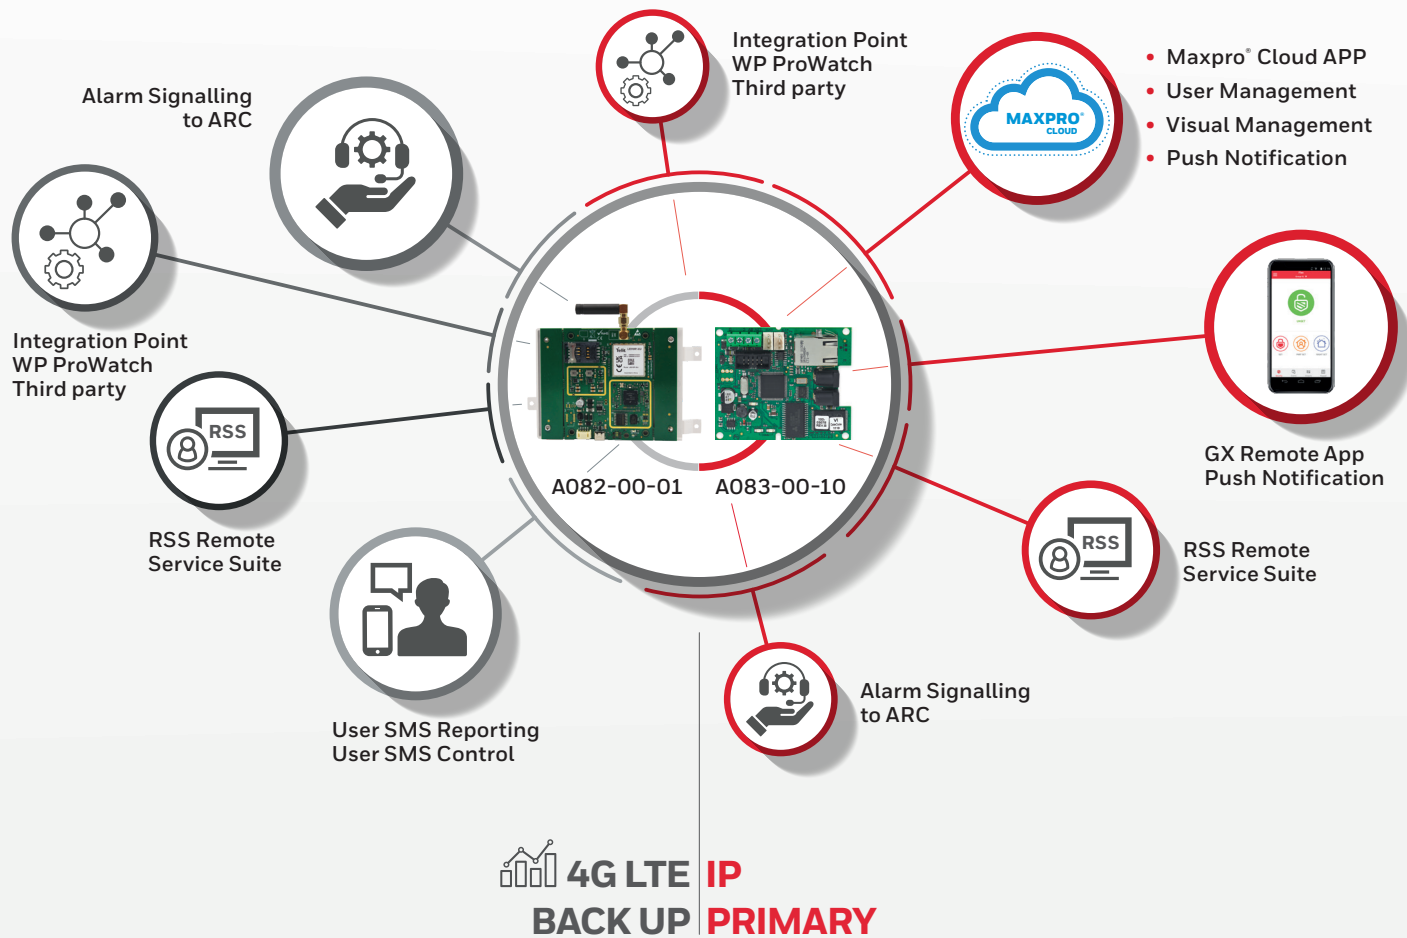 Integration Point
WP ProWatch
Third party
MAXPRO®
CLOUD
• Maxpro® Cloud APP
• User Management
• Visual Management
• Push Notification
Alarm Signalling
to ARC
Integration Point
WP ProWatch
Third party
GX Remote App
Push Notification
RSS
RSS Remote
Service Suite
A082-00-01
A083-00-10
RSS
RSS Remote
Service Suite
User SMS Reporting
User SMS Control
Alarm Signalling
to ARC
4G LTE
BACK UP
IP
PRIMARY